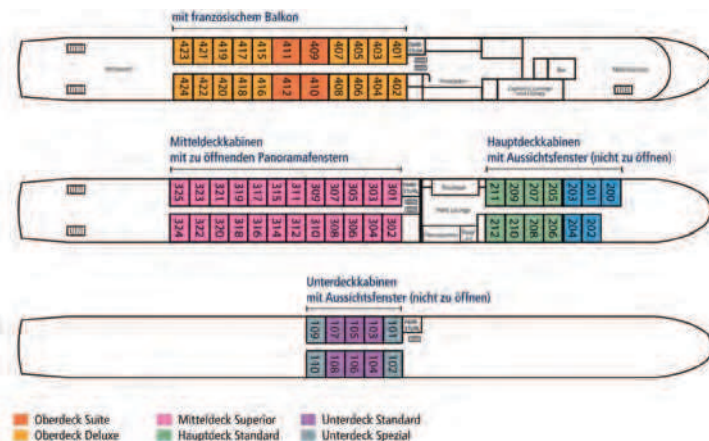 mit französischem Balkon
423 421 419 417 415 411 409 407 405 403 401
424 422 420 418 416 412 410 408 406 404 402
Mitteldeckkabinen
mit zu öffnenden Panoramafenstern
Hauptdeckkabinen
mit Aussichtsfenster (nicht zu öffnen)
325 323 321 319 317 315 311 309 307 305 303 301
211 209 207 205 203 201 200
324 322 320 318 316 314 312 310 308 306 304 302
212 210 208 206 204 202
Unterdeckkabinen
mit Aussichtsfenster (nicht zu öffnen)
109 107 105 103 101
110 108 106 104 102
Oberdeck Suite
Mitteldeck Superior
Unterdeck Standard
Oberdeck Deluxe
Hauptdeck Standard
Unterdeck Spezial